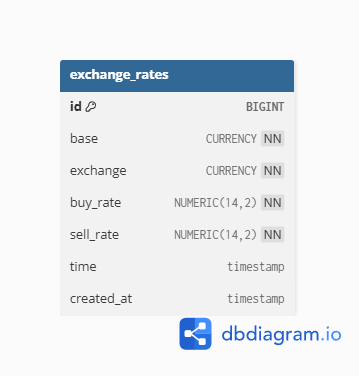 exchange_rates
id BIGINT
base CURRENCY NN
exchange CURRENCY NN
buy_rate NUMERIC(14,2) NN
sell_rate NUMERIC(14,2) NN
time timestamp
created_at timestamp
dbdiagram.io